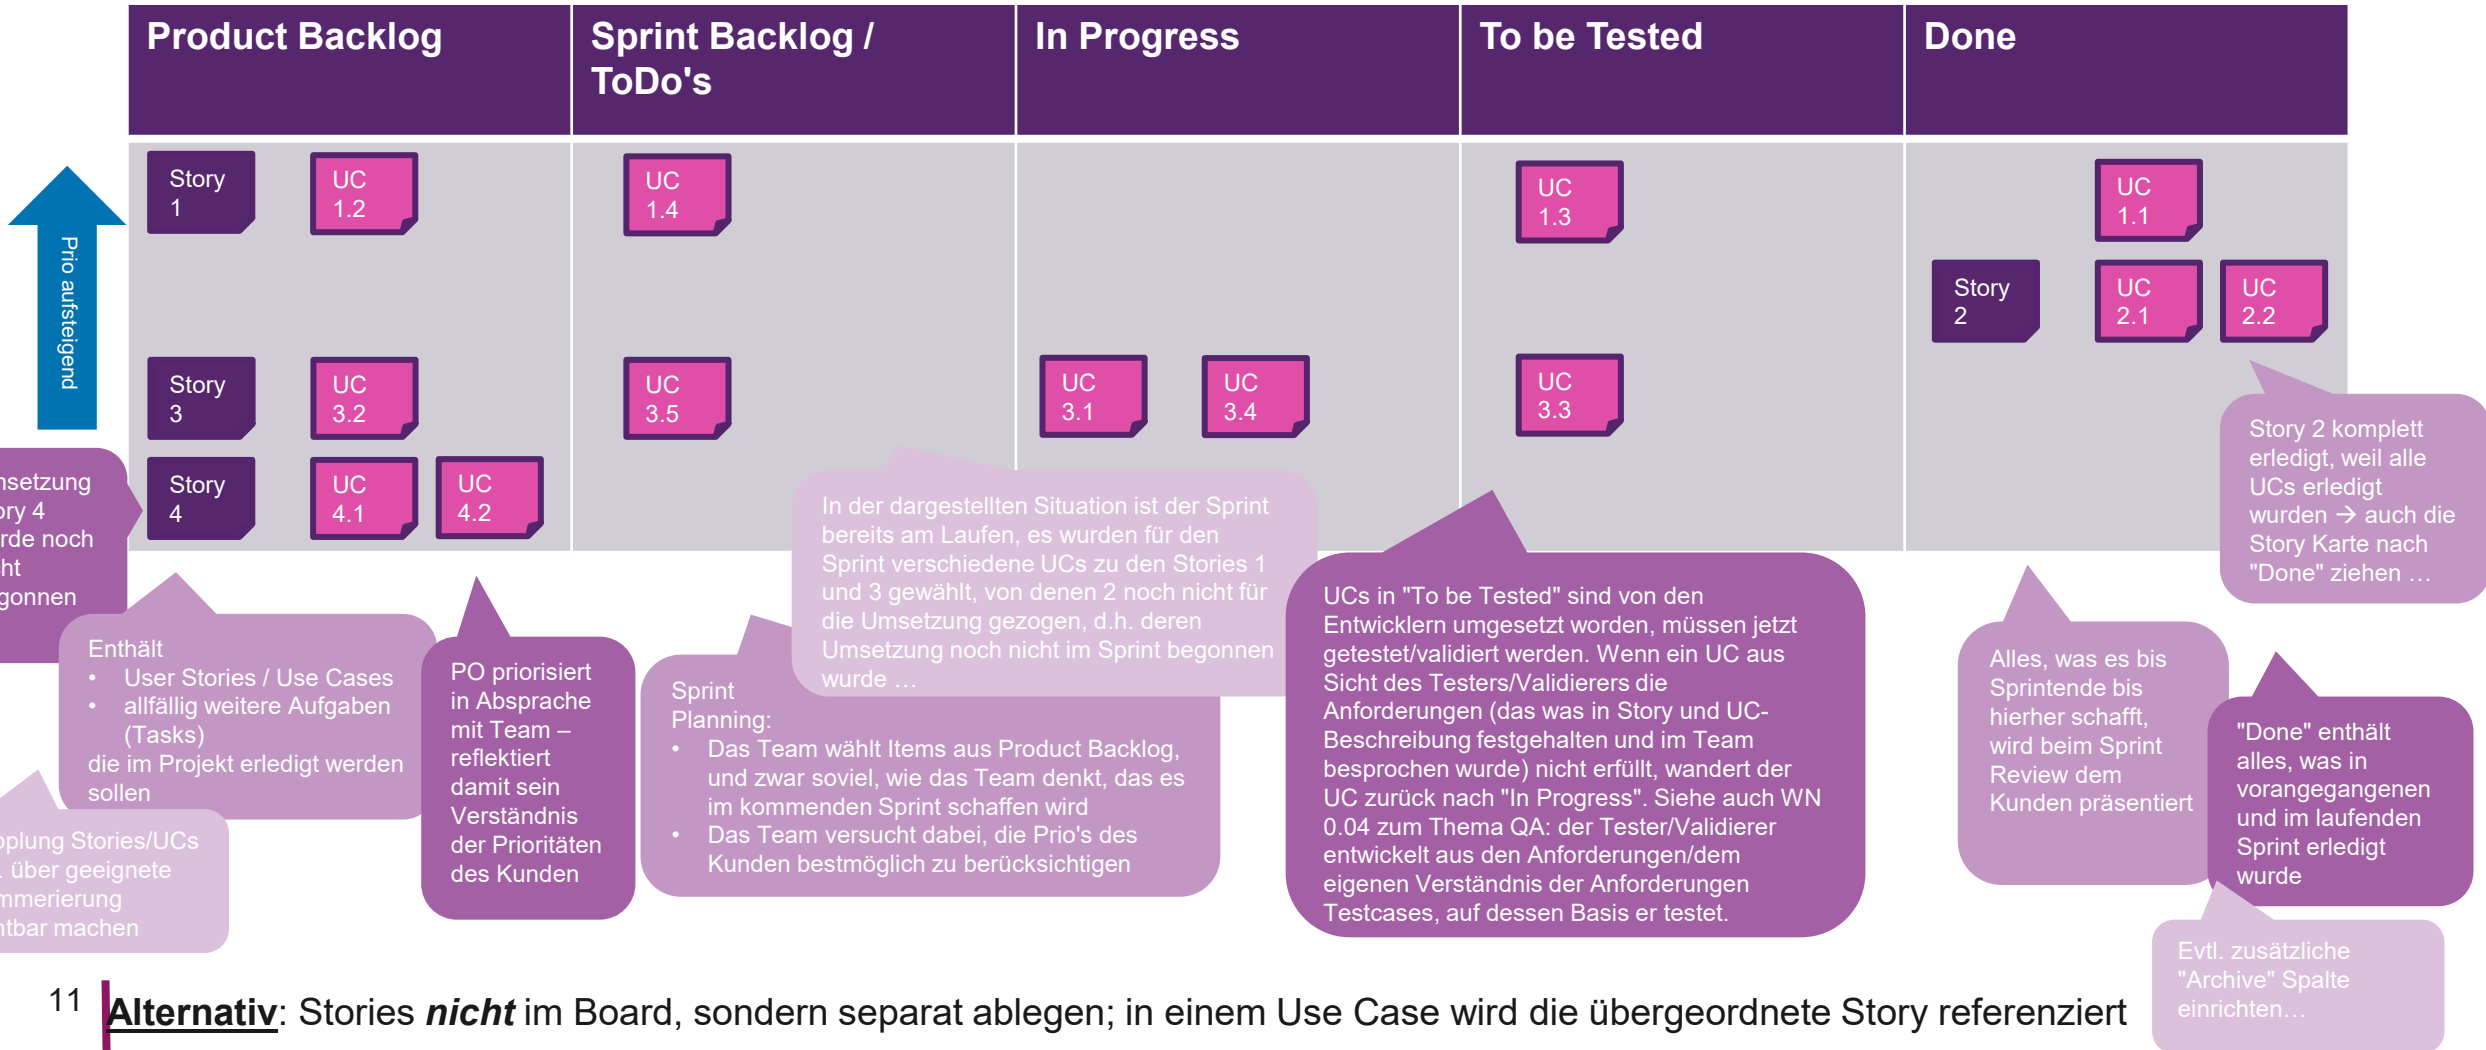 Product Backlog
Sprint Backlog /
ToDo's
In Progress
To be Tested
Done
Prio aufsteigend
Story
1
UC
1.2
UC
1.4
UC
1.3
UC
1.1
Story
2
UC
2.1
UC
2.2
Story
3
UC
3.2
UC
3.5
UC
3.1
UC
3.4
UC
3.3
Story
4
UC
4.1
UC
4.2
4
noch
Enthält
• User Stories / Use Cases
• allfällig weitere Aufgaben
(Tasks)
die im Projekt erledigt werden
sollen
Stories/UCs
über geeignete
PO priorisiert
in Absprache
mit Team –
reflektiert
damit sein
Verständnis
der Prioritäten
des Kunden
Sprint
Planning:
• Das Team wählt Items aus Product Backlog,
und zwar soviel, wie das Team denkt, das es
im kommenden Sprint schaffen wird
• Das Team versucht dabei, die Prio's des
Kunden bestmöglich zu berücksichtigen
In der dargestellten Situation ist der Sprint
bereits am Laufen, es wurden für den
Sprint verschiedene UCs zu den Stories 1
und 3 gewählt, von denen 2 noch nicht für
die Umsetzung gezogen, d.h. deren
Umsetzung noch nicht im Sprint begonnen
wurde …
UCs in "To be Tested" sind von den
Entwicklern umgesetzt worden, müssen jetzt
getestet/validiert werden. Wenn ein UC aus
Sicht des Testers/Validierers die
Anforderungen (das was in Story und UC-
Beschreibung festgehalten und im Team
besprochen wurde) nicht erfüllt, wandert der
UC zurück nach "In Progress". Siehe auch WN
0.04 zum Thema QA: der Tester/Validierer
entwickelt aus den Anforderungen/dem
eigenen Verständnis der Anforderungen
Testcases, auf dessen Basis er testet.
Story 2 komplett
erledigt, weil alle
UCs erledigt
wurden → auch die
Story Karte nach
"Done" ziehen …
Alles, was es bis
Sprintende bis
hierher schafft,
wird beim Sprint
Review dem
Kunden präsentiert
"Done" enthält
alles, was in
vorangegangenen
und im laufenden
Sprint erledigt
wurde
Evtl. zusätzliche
"Archive" Spalte
einrichten…
11
Alternativ: Stories nicht im Board, sondern separat ablegen; in einem Use Case wird die übergeordnete Story referenziert